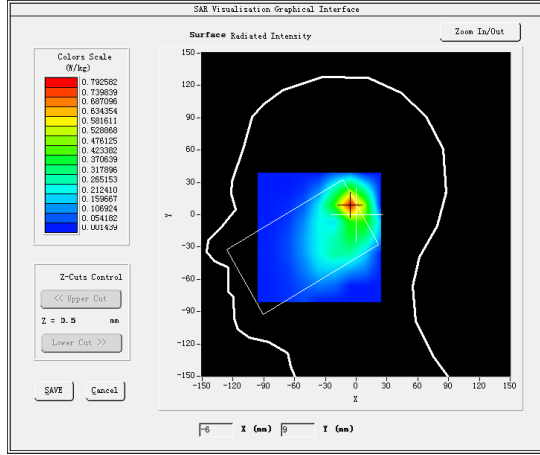 SAR Visualisation Graphical Interface
Surface Radiated Intensity
Zoom In/Out
Colors Scale
(W/kg)
0.792582
0.739839
0.687096
0.634354
0.581611
0.528868
0.476125
0.423382
0.370639
0.317896
0.265153
0.212410
0.159667
0.106924
0.054182
0.001439
Z-Cuts Control
<< Upper Cut
Z = 0.5 mm
Lower Cut >>
SAVE Cancel
150-
120-
90-
60-
30-
0-
-30-
-60-
-90-
-120-
-150-
Y
-150 -120 -90 -60 -30 0 30 60 90 120 150
X
-6 X (mm) 9 Y (mm)